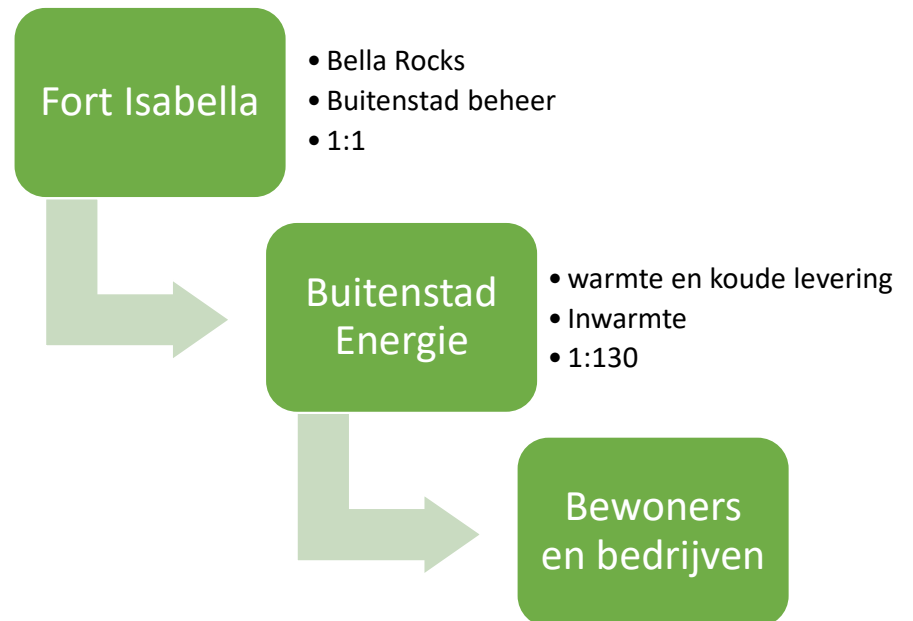 Fort Isabella
• Bella Rocks
• Buitenstad beheer
• 1:1
Buitenstad
Energie
• warmte en koude levering
• Inwarmte
• 1:130
Bewoners
en bedrijven